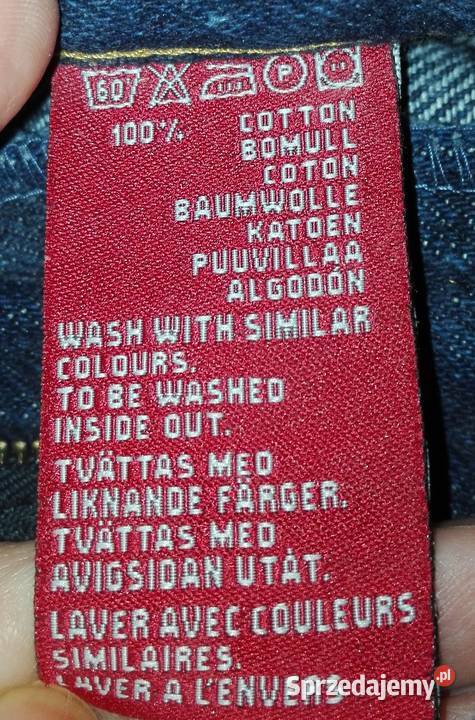 60 P
100% COTTON
BOMULL
COTON
BAUMWOLLE
KATOEN
PUUVILLAA
ALGODÓN
WASH WITH SIMILAR
COLOURS.
TO BE WASHED
INSIDE OUT.
TVÄTTAS MED
LIKNANDE FÄRGER.
TVÄTTAS MED
AVIGSIDAN UTÅT.
LAVER AVEC COULEURS
SIMILAIRES.
LAVER A L'ENVERS
Sprzedajemy.pl